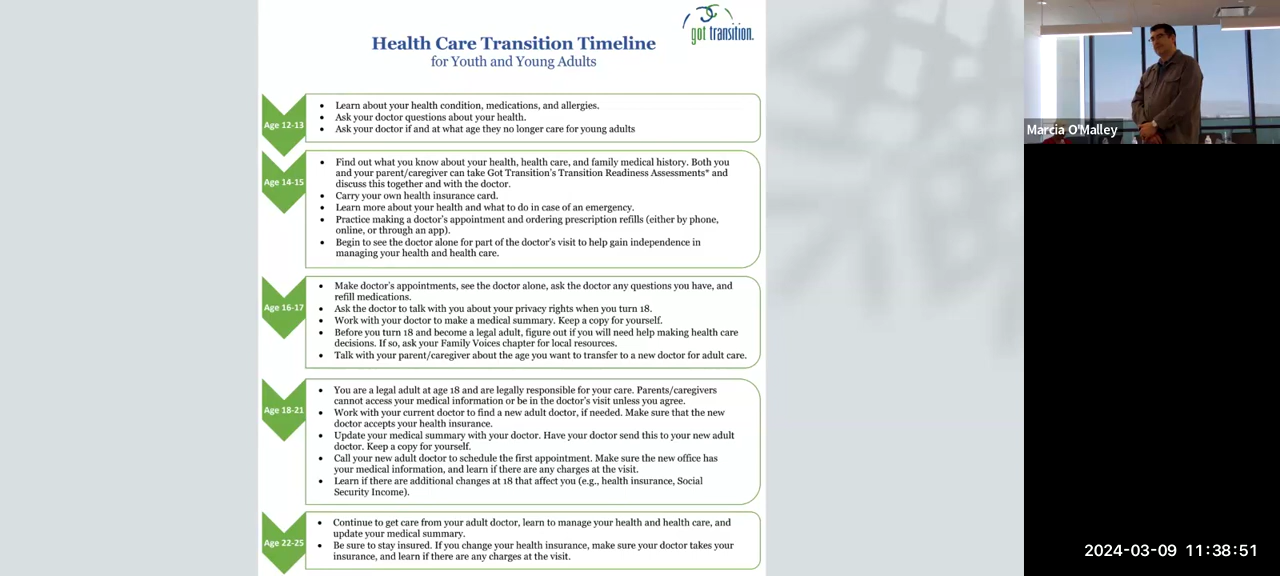 got transition.
Health Care Transition Timeline
for Youth and Young Adults
Age 12-13
• Learn about your health condition, medications, and allergies.
• Ask your doctor questions about your health.
• Ask your doctor if and at what age they no longer care for young adults
Age 14-15
• Find out what you know about your health, health care, and family medical history. Both you
and your parent/caregiver can take Got Transition's Transition Readiness Assessments* and
discuss this together and with the doctor.
• Carry your own health insurance card.
• Learn more about your health and what to do in case of an emergency.
• Practice making a doctor's appointment and ordering prescription refills (either by phone,
online, or through an app).
• Begin to see the doctor alone for part of the doctor's visit to help gain independence in
managing your health and health care.
Age 16-17
• Make doctor's appointments, see the doctor alone, ask the doctor any questions you have, and
refill medications.
• Ask the doctor to talk with you about your privacy rights when you turn 18.
• Work with your doctor to make a medical summary. Keep a copy for yourself.
• Before you turn 18 and become a legal adult, figure out if you will need help making health care
decisions. If so, ask your Family Voices chapter for local resources.
• Talk with your parent/caregiver about the age you want to transfer to a new doctor for adult care.
Age 18-21
• You are a legal adult at age 18 and are legally responsible for your care. Parents/caregivers
cannot access your medical information or be in the doctor's visit unless you agree.
• Work with your current doctor to find a new adult doctor, if needed. Make sure that the new
doctor accepts your health insurance.
• Update your medical summary with your doctor. Have your doctor send this to your new adult
doctor. Keep a copy for yourself.
• Call your new adult doctor to schedule the first appointment. Make sure the new office has
your medical information, and learn if there are any charges at the visit.
• Learn if there are additional changes at 18 that affect you (e.g., health insurance, Social
Security Income).
Age 22-25
• Continue to get care from your adult doctor, learn to manage your health and health care, and
update your medical summary.
• Be sure to stay insured. If you change your health insurance, make sure your doctor takes your
insurance, and learn if there are any charges at the visit.
Marcia O'Malley
2024-03-09 11:38:51